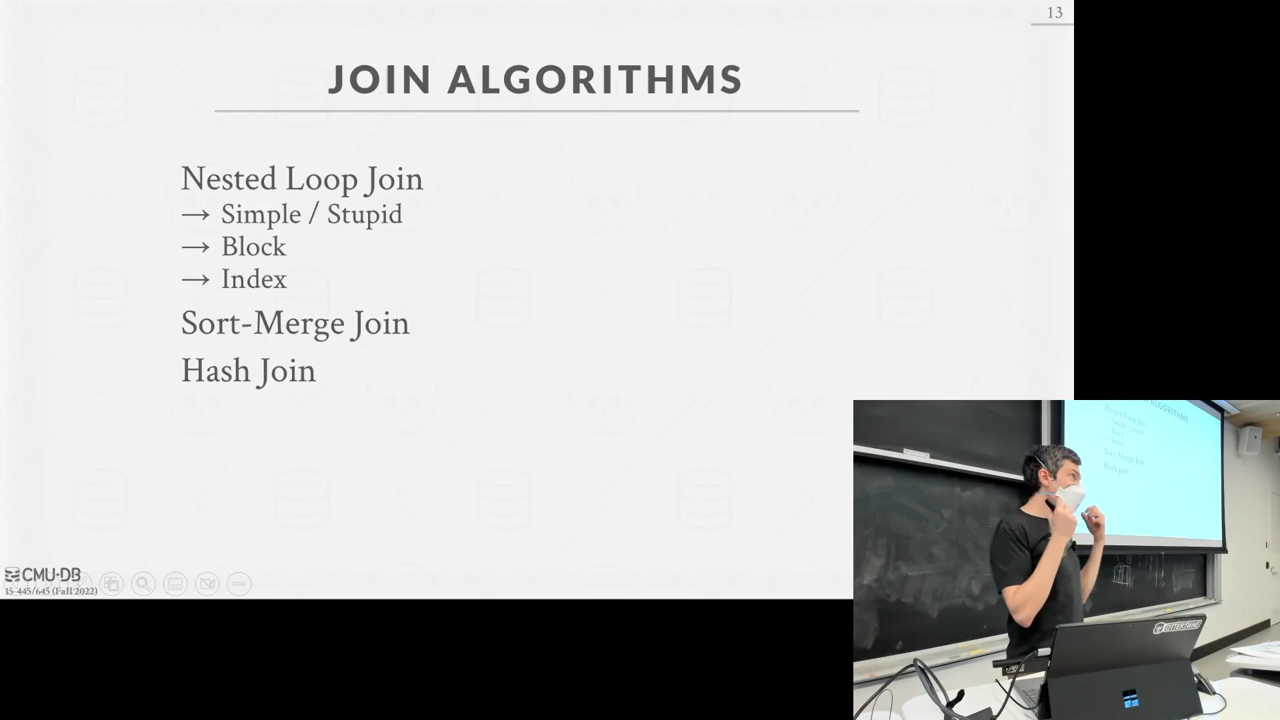 13
JOIN ALGORITHMS
Nested Loop Join
→ Simple / Stupid
→ Block
→ Index
Sort-Merge Join
Hash Join
CMU·DB
15-445/645 (Fall 2022)